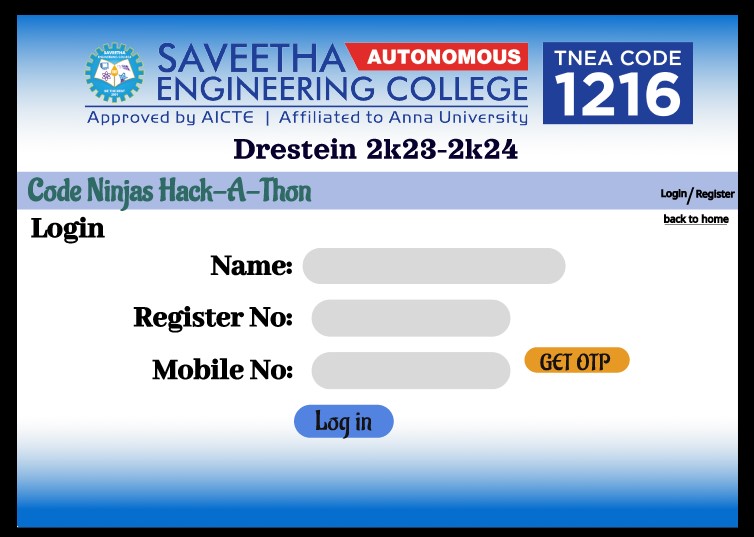 SAVEETHA AUTONOMOUS
ENGINEERING COLLEGE
Approved by AICTE | Affiliated to Anna University
TNEA CODE
1216
Drestein 2k23-2k24
Code Ninjas Hack-A-Thon
Login/Register
back to home
Login
Name:
Register No:
Mobile No:
GET OTP
Log in